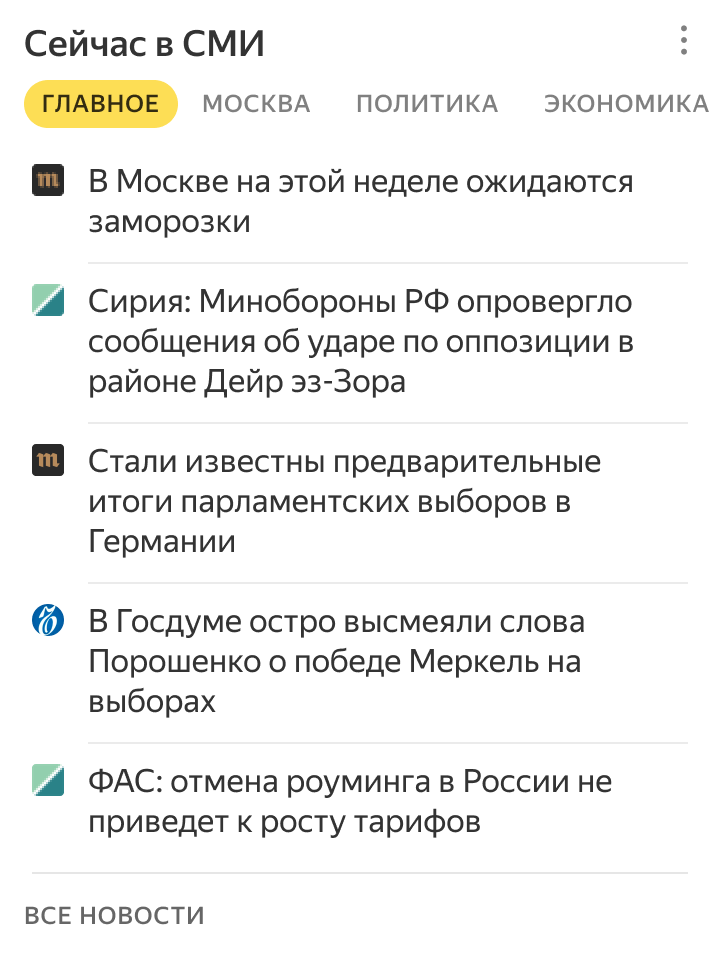 Сейчас в СМИ
ГЛАВНОЕ МОСКВА ПОЛИТИКА ЭКОНОМИКА
m В Москве на этой неделе ожидаются
заморозки
Сирия: Минобороны РФ опровергло
сообщения об ударе по оппозиции в
районе Дейр эз-Зора
m Стали известны предварительные
итоги парламентских выборов в
Германии
В Госдуме остро высмеяли слова
Порошенко о победе Меркель на
выборах
ФАС: отмена роуминга в России не
приведет к росту тарифов
ВСЕ НОВОСТИ